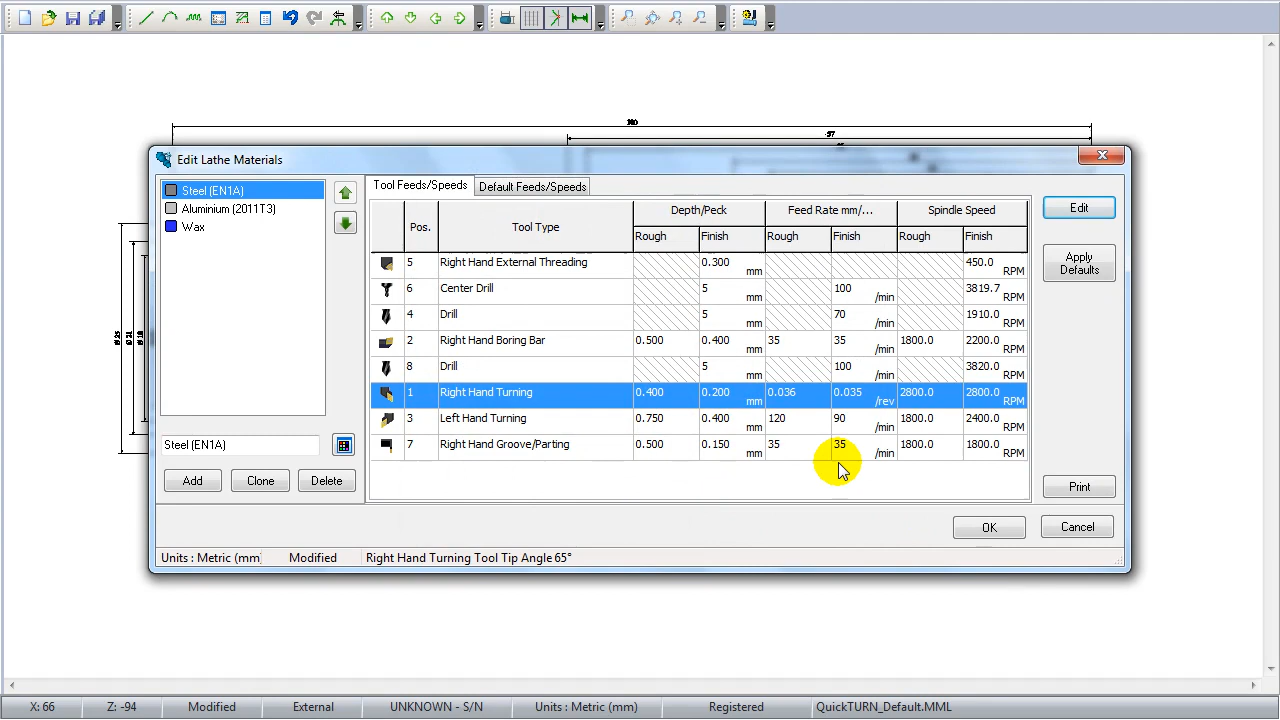 Edit Lathe Materials
Steel (EN1A)
Aluminium (2011T3)
Wax
Steel (EN1A)
Add Clone Delete
Tool Feeds/Speeds Default Feeds/Speeds
Pos. Tool Type Depth/Peck Feed Rate mm/... Spindle Speed
Rough Finish Rough Finish Rough Finish
5 Right Hand External Threading 0.300 mm 450.0 RPM
6 Center Drill 5 mm 100 /min 3819.7 RPM
4 Drill 5 mm 70 /min 1910.0 RPM
2 Right Hand Boring Bar 0.500 0.400 mm 35 35 /min 1800.0 2200.0 RPM
8 Drill 5 mm 100 /min 3820.0 RPM
1 Right Hand Turning 0.400 0.200 mm 0.036 0.035 /rev 2800.0 2800.0 RPM
3 Left Hand Turning 0.750 0.400 mm 120 90 /min 1800.0 2400.0 RPM
7 Right Hand Groove/Parting 0.500 0.150 mm 35 35 /min 1800.0 1800.0 RPM
Edit
Apply
Defaults
Print
OK Cancel
Units : Metric (mm) Modified Right Hand Turning Tool Tip Angle 65°
X: 66 Z: -94 Modified External UNKNOWN - S/N Units : Metric (mm) Registered QuickTURN_Default.MML